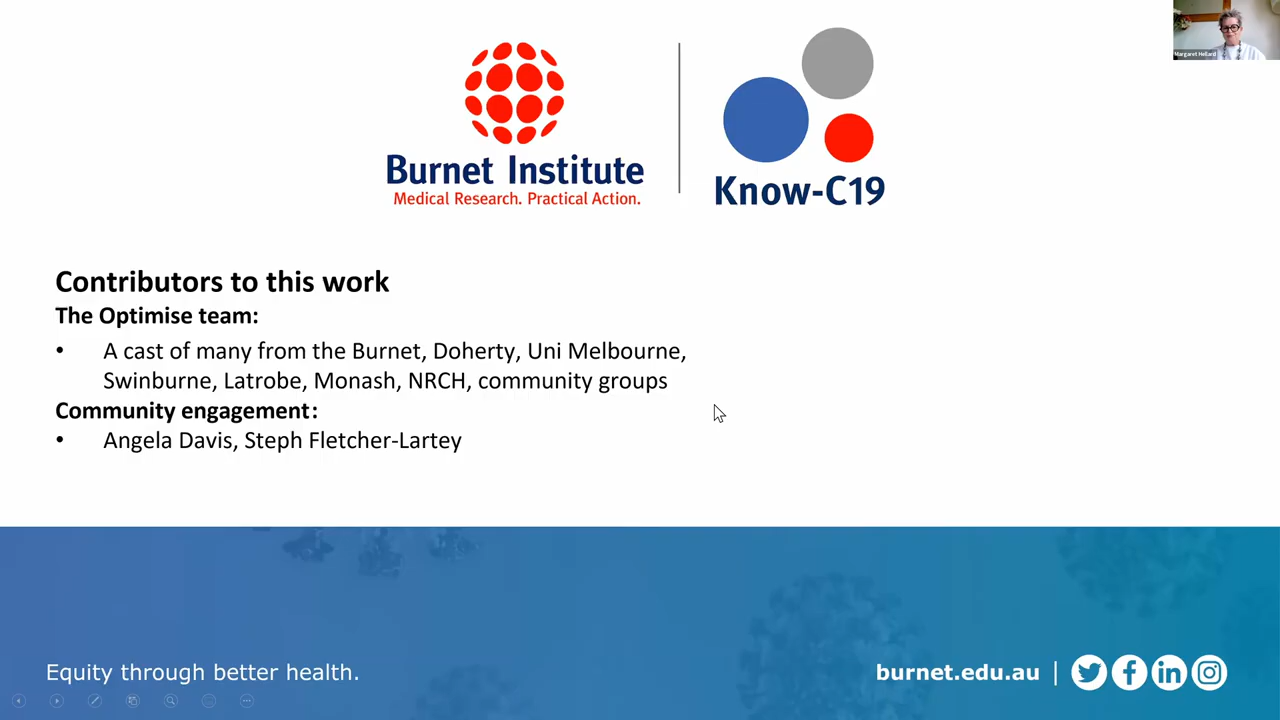 Margaret Hellard
Burnet Institute
Medical Research. Practical Action.
Know-C19
Contributors to this work
The Optimise team:
• A cast of many from the Burnet, Doherty, Uni Melbourne,
Swinburne, Latrobe, Monash, NRCH, community groups
Community engagement:
• Angela Davis, Steph Fletcher-Lartey
Equity through better health.
burnet.edu.au |